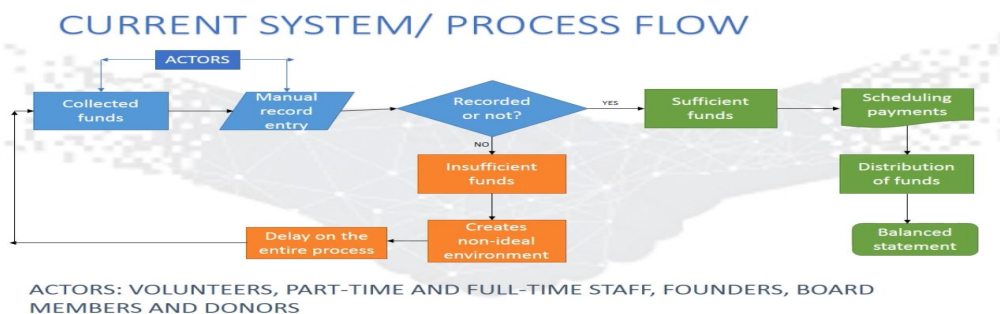 CURRENT SYSTEM/ PROCESS FLOW
ACTORS
Collected
funds
Manual
record
entry
Recorded
or not?
YES
Sufficient
funds
Scheduling
payments
NO
Insufficient
funds
Distribution
of funds
Delay on the
entire process
Creates
non-ideal
environment
Balanced
statement
ACTORS: VOLUNTEERS, PART-TIME AND FULL-TIME STAFF, FOUNDERS, BOARD
MEMBERS AND DONORS